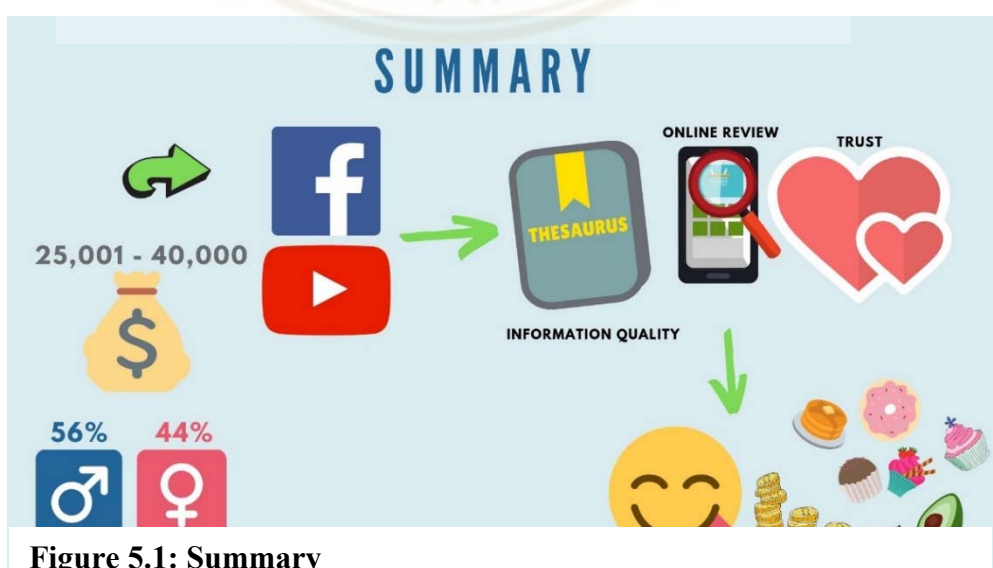 SUMMARY
ONLINE REVIEW
TRUST
f
THESAURUS
25,001 - 40,000
$
INFORMATION QUALITY
56% 44%
Figure 5.1: Summary